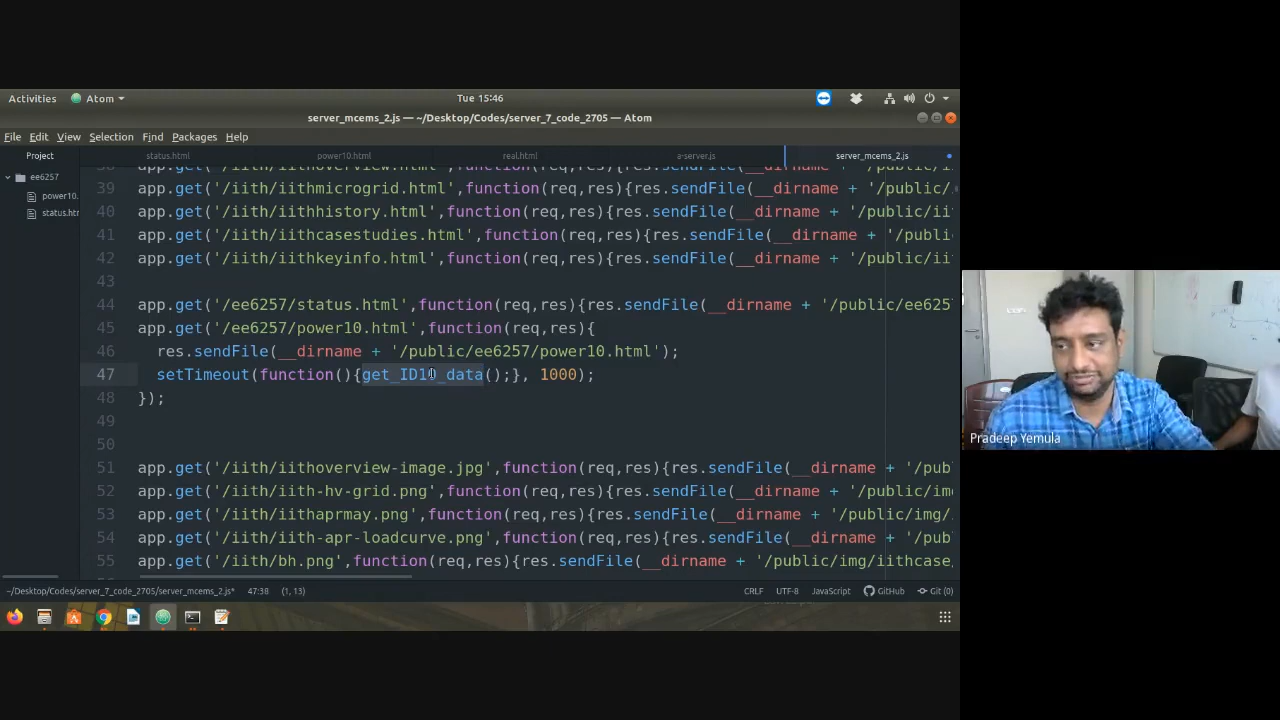 Activities Atom Tue 15:46
server_mcems_2.js — ~/Desktop/Codes/server_7_code_2705 — Atom
File Edit View Selection Find Packages Help
Project status.html power10.html real.html a-server.js server_mcems_2.js
ee6257
power10.
status.htm
39 app.get('/iith/iithmicrogrid.html',function(req,res){res.sendFile(__dirname + '/public/
40 app.get('/iith/iithhistory.html',function(req,res){res.sendFile(__dirname + '/public/ii
41 app.get('/iith/iithcasestudies.html',function(req,res){res.sendFile(__dirname + '/publi
42 app.get('/iith/iithkeyinfo.html',function(req,res){res.sendFile(__dirname + '/public/ii
43
44 app.get('/ee6257/status.html',function(req,res){res.sendFile(__dirname + '/public/ee625
45 app.get('/ee6257/power10.html',function(req,res){
46 res.sendFile(__dirname + '/public/ee6257/power10.html');
47 setTimeout(function(){get_ID10_data();}, 1000);
48 });
49
50
51 app.get('/iith/iithoverview-image.jpg',function(req,res){res.sendFile(__dirname + '/pub
52 app.get('/iith/iith-hv-grid.png',function(req,res){res.sendFile(__dirname + '/public/im
53 app.get('/iith/iithaprmay.png',function(req,res){res.sendFile(__dirname + '/public/img/
54 app.get('/iith/iith-apr-loadcurve.png',function(req,res){res.sendFile(__dirname + '/pub
55 app.get('/iith/bh.png',function(req,res){res.sendFile(__dirname + '/public/img/iithcase
~/Desktop/Codes/server_7_code_2705/server_mcems_2.js* 47:38 (1, 13) CRLF UTF-8 JavaScript GitHub Git (0)
Pradeep Yemula